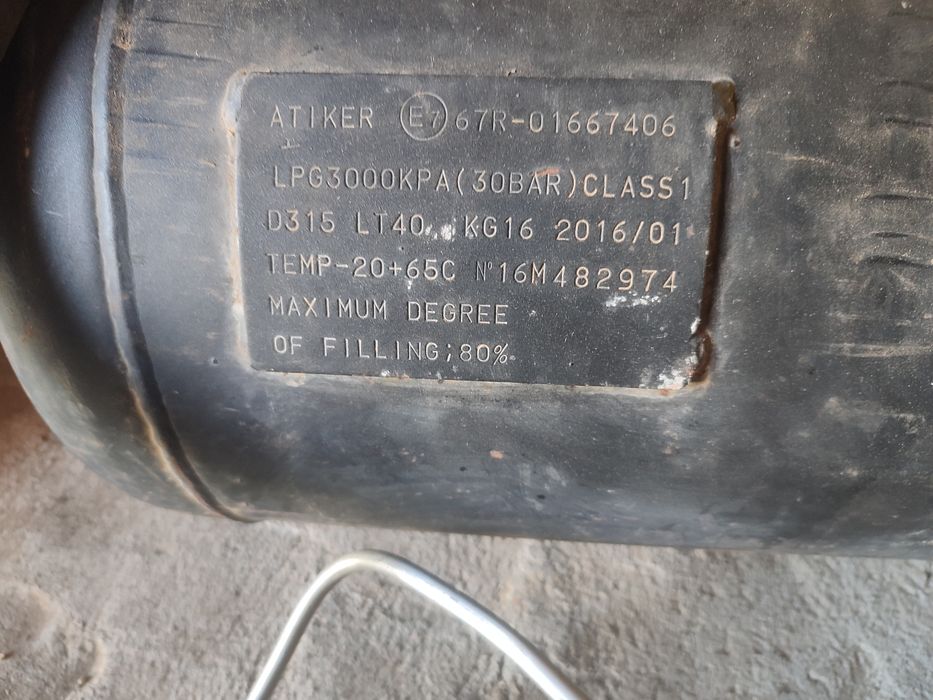 ATIKER E7 67R-01667406
LPG3000KPA(30BAR)CLASS1
D315 LT40 KG16 2016/01
TEMP-20+65C N°16M482974
MAXIMUM DEGREE
OF FILLING;80%